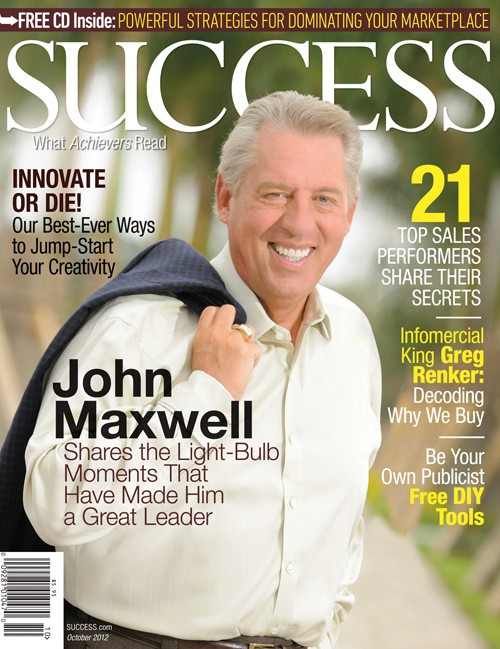 FREE CD Inside: POWERFUL STRATEGIES FOR DOMINATING YOUR MARKETPLACE
SUCCESS
What Achievers Read
INNOVATE
OR DIE!
Our Best-Ever Ways
to Jump-Start
Your Creativity
21
TOP SALES
PERFORMERS
SHARE THEIR
SECRETS
Infomercial
King Greg
Renker:
Decoding
Why We Buy
Be Your
Own Publicist
Free DIY
Tools
John
Maxwell
Shares the Light-Bulb
Moments That
Have Made Him
a Great Leader
$5.95
10>
SUCCESS.com
October 2012